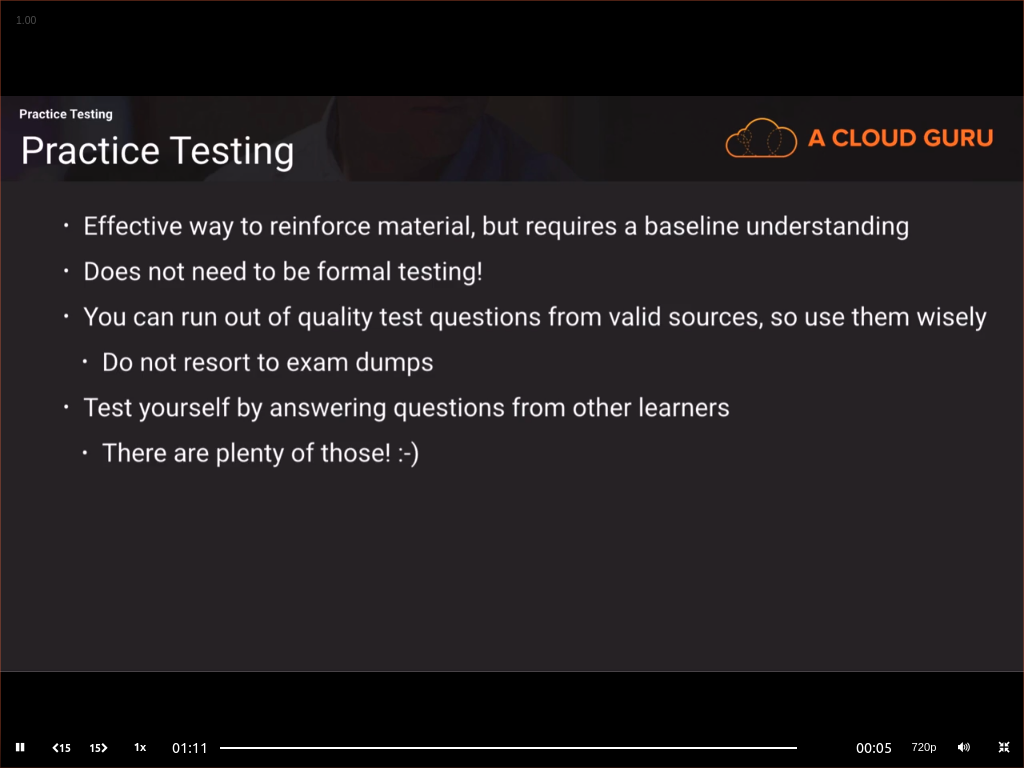 1.00
Practice Testing
Practice Testing
A CLOUD GURU
· Effective way to reinforce material, but requires a baseline understanding
· Does not need to be formal testing!
· You can run out of quality test questions from valid sources, so use them wisely
· Do not resort to exam dumps
· Test yourself by answering questions from other learners
· There are plenty of those! :-)
15 15 1x 01:11 00:05 720p